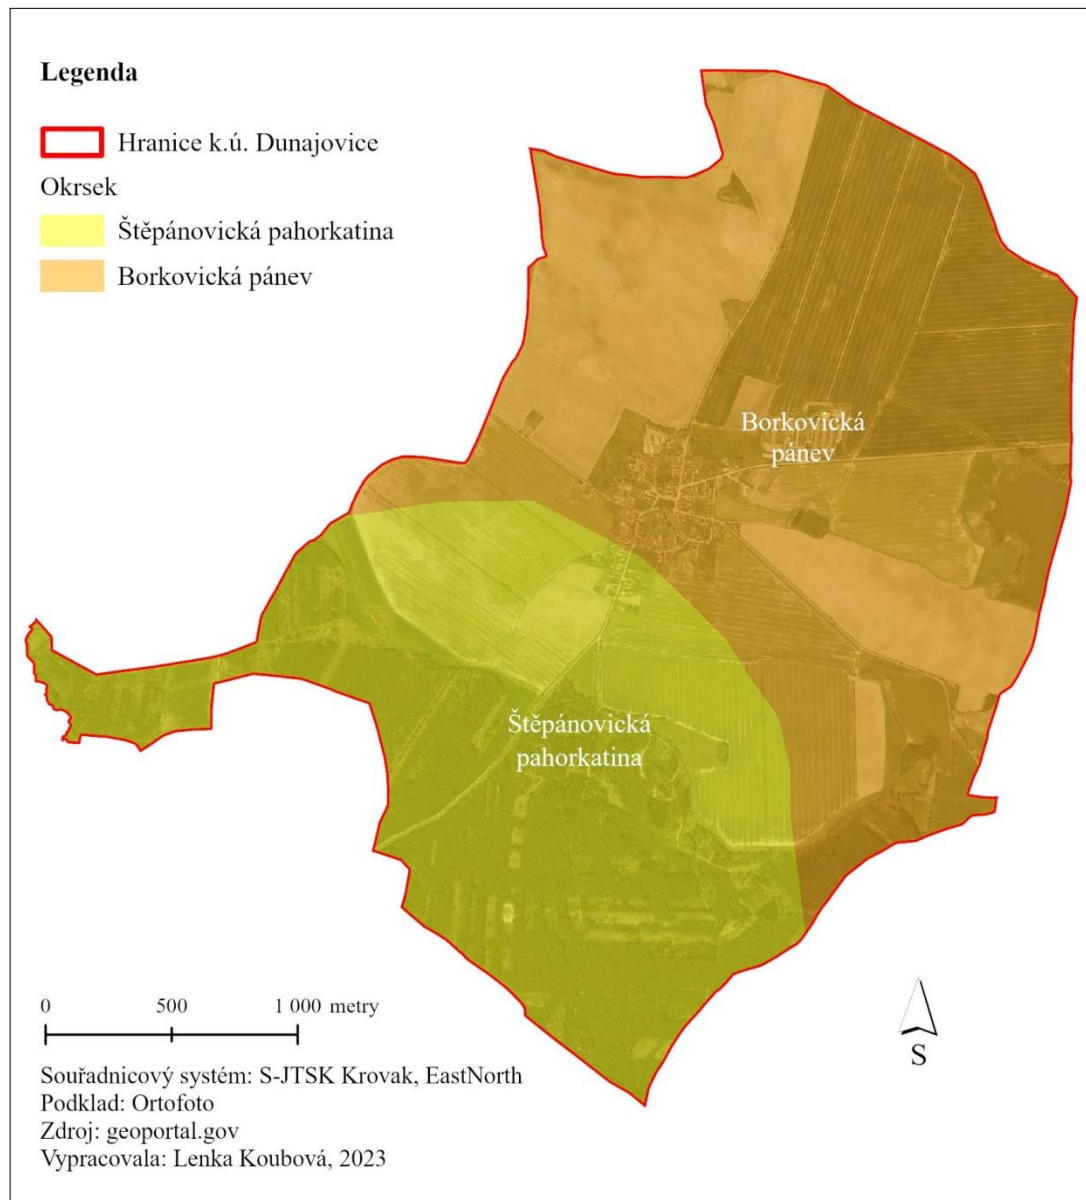 Legenda
Hranice k.ú. Dunajovice
Okrsek
Štěpánovická pahorkatina
Borkovická pánev
Borkovická
pánev
Štěpánovická
pahorkatina
0 500 1 000 metry
S
Souřadnicový systém: S-JTSK Krovak, EastNorth
Podklad: Ortofoto
Zdroj: geoportal.gov
Vypracovala: Lenka Koubová, 2023